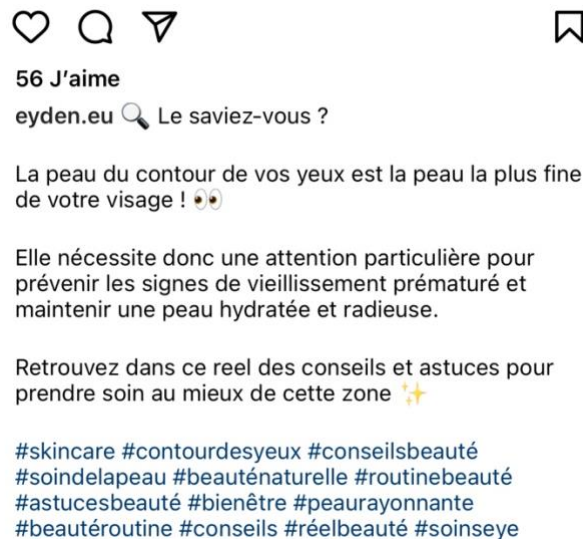 56 J'aime
eyden.eu 🔍 Le saviez-vous ?
La peau du contour de vos yeux est la peau la plus fine
de votre visage ! 👀
Elle nécessite donc une attention particulière pour
prévenir les signes de vieillissement prématuré et
maintenir une peau hydratée et radieuse.
Retrouvez dans ce reel des conseils et astuces pour
prendre soin au mieux de cette zone ✨
#skincare #contourdesyeux #conseilsbeauté
#soindelapeau #beauténaturelle #routinebeauté
#astucesbeauté #bienêtre #peaurayonnante
#beautéroutine #conseils #réelbeauté #soinseye